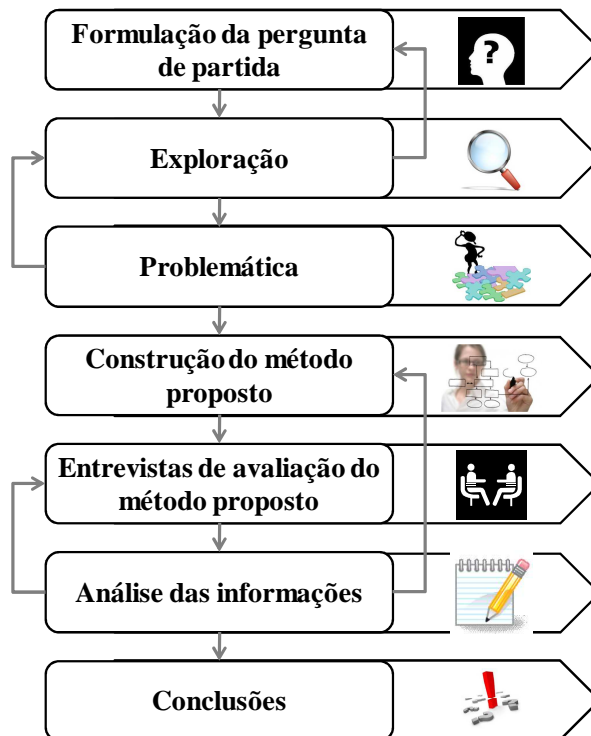 Formulação da pergunta
de partida
?
Exploração
Problemática
Construção do método
proposto
Entrevistas de avaliação do
método proposto
Análise das informações
Conclusões